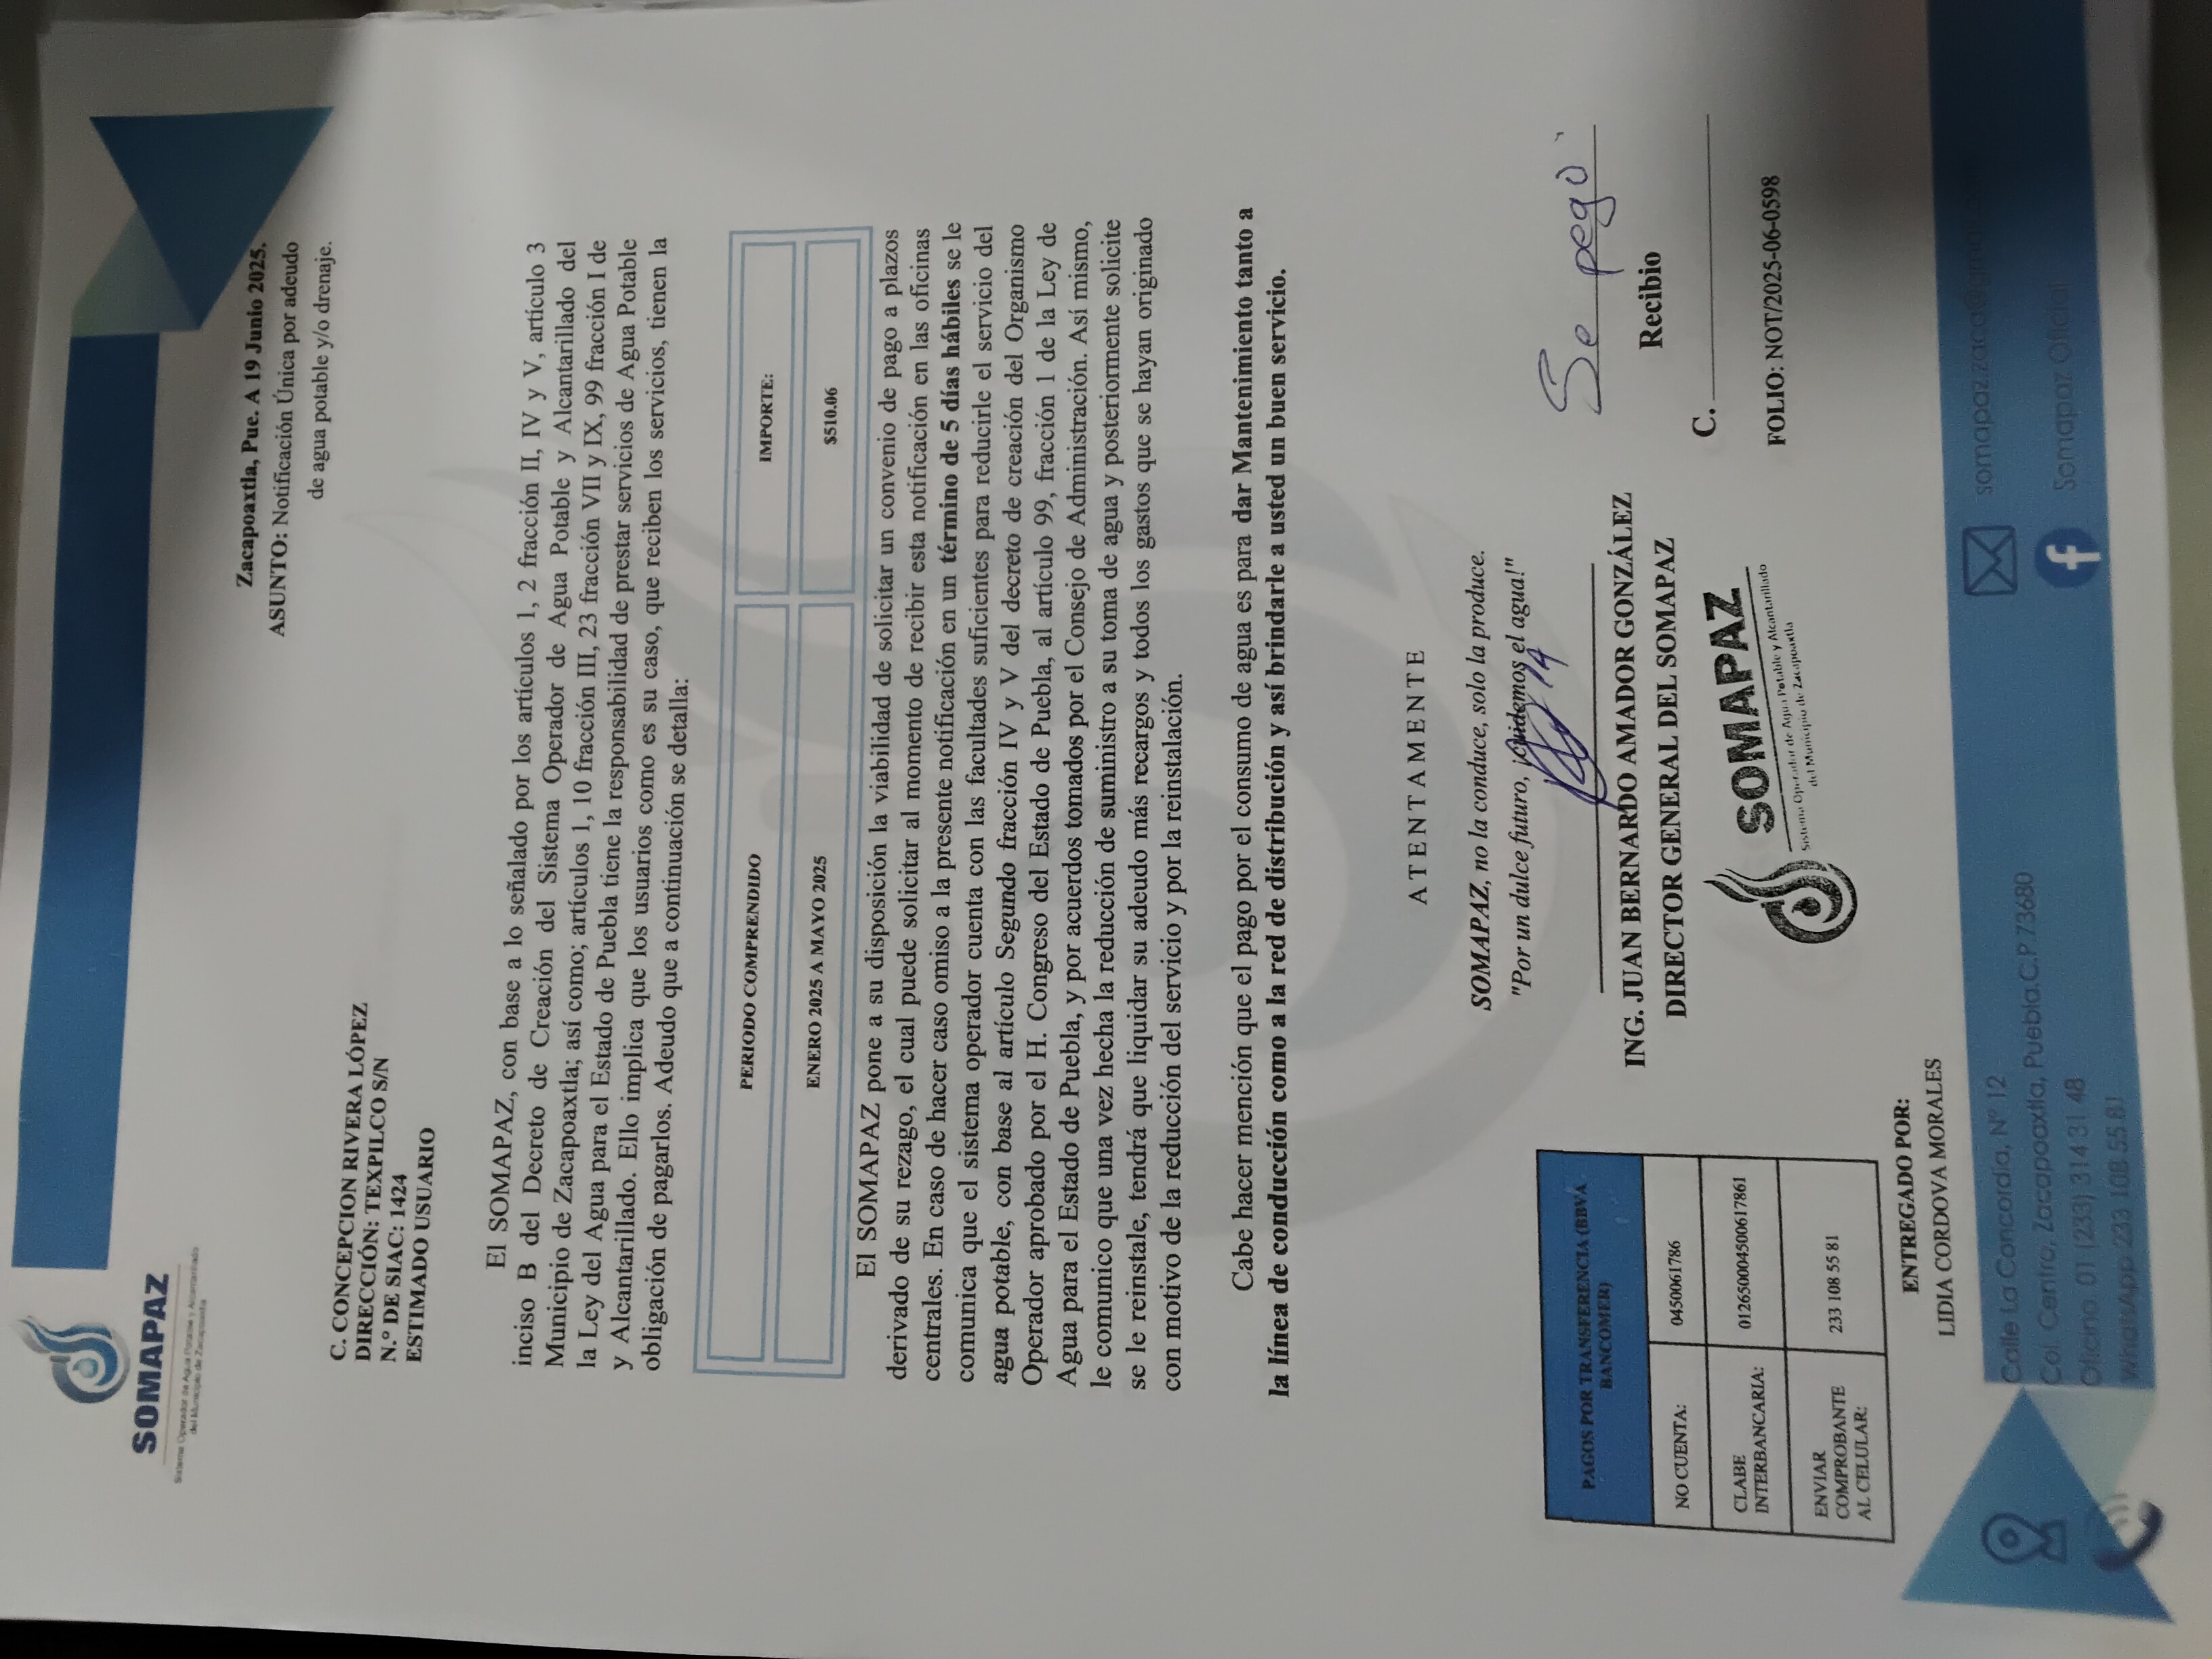 SOMAPAZ
Sistema Operador de Agua Potable y Alcantarillado
del Municipio de Zacapoaxtla
Zacapoaxtla, Pue. A 19 Junio 2025.
ASUNTO: Notificación Única por adeudo
de agua potable y/o drenaje.
C. CONCEPCION RIVERA LÓPEZ
DIRECCIÓN: TEXPILCO S/N
N.º DE SIAC: 1424
ESTIMADO USUARIO
El SOMAPAZ, con base a lo señalado por los artículos 1, 2 fracción II, IV y V, artículo 3
inciso B del Decreto de Creación del Sistema Operador de Agua Potable y Alcantarillado del
Municipio de Zacapoaxtla; así como; artículos 1, 10 fracción III, 23 fracción VII y IX, 99 fracción I de
la Ley del Agua para el Estado de Puebla tiene la responsabilidad de prestar servicios de Agua Potable
y Alcantarillado. Ello implica que los usuarios como es su caso, que reciben los servicios, tienen la
obligación de pagarlos. Adeudo que a continuación se detalla:
PERIODO COMPRENDIDO
IMPORTE:
ENERO 2025 A MAYO 2025
$510.06
El SOMAPAZ pone a su disposición la viabilidad de solicitar un convenio de pago a plazos
derivado de su rezago, el cual puede solicitar al momento de recibir esta notificación en las oficinas
centrales. En caso de hacer caso omiso a la presente notificación en un término de 5 días hábiles se le
comunica que el sistema operador cuenta con las facultades suficientes para reducirle el servicio del
agua potable, con base al artículo Segundo fracción IV y V del decreto de creación del Organismo
Operador aprobado por el H. Congreso del Estado de Puebla, al artículo 99, fracción 1 de la Ley de
Agua para el Estado de Puebla, y por acuerdos tomados por el Consejo de Administración. Así mismo,
le comunico que una vez hecha la reducción de suministro a su toma de agua y posteriormente solicite
se le reinstale, tendrá que liquidar su adeudo más recargos y todos los gastos que se hayan originado
con motivo de la reducción del servicio y por la reinstalación.
Cabe hacer mención que el pago por el consumo de agua es para dar Mantenimiento tanto a
la línea de conducción como a la red de distribución y así brindarle a usted un buen servicio.
ATENTAMENTE
SOMAPAZ, no la conduce, solo la produce.
"Por un dulce futuro, ¡Cuidemos el agua!"
ING. JUAN BERNARDO AMADOR GONZÁLEZ
DIRECTOR GENERAL DEL SOMAPAZ
SOMAPAZ
Sistema Operador de Agua Potable y Alcantarillado
del Municipio de Zacapoaxtla
Se pego
Recibio
C.
FOLIO: NOT/2025-06-0598
PAGOS POR TRANSFERENCIA (BBVA
BANCOMER)
NO CUENTA:
0450061786
CLABE
INTERBANCARIA:
012650004500617861
ENVIAR
COMPROBANTE
AL CELULAR:
233 108 55 81
ENTREGADO POR:
LIDIA CORDOVA MORALES
Calle La Concordia, Nº 12
Col. Centro, Zacapoaxtla, Puebla.C.P.73680
Oficina. 01 (233) 314 31 48
WhatsApp 233 108 55 81
somapaz.zaca@gmail.com
Somapaz Oficial